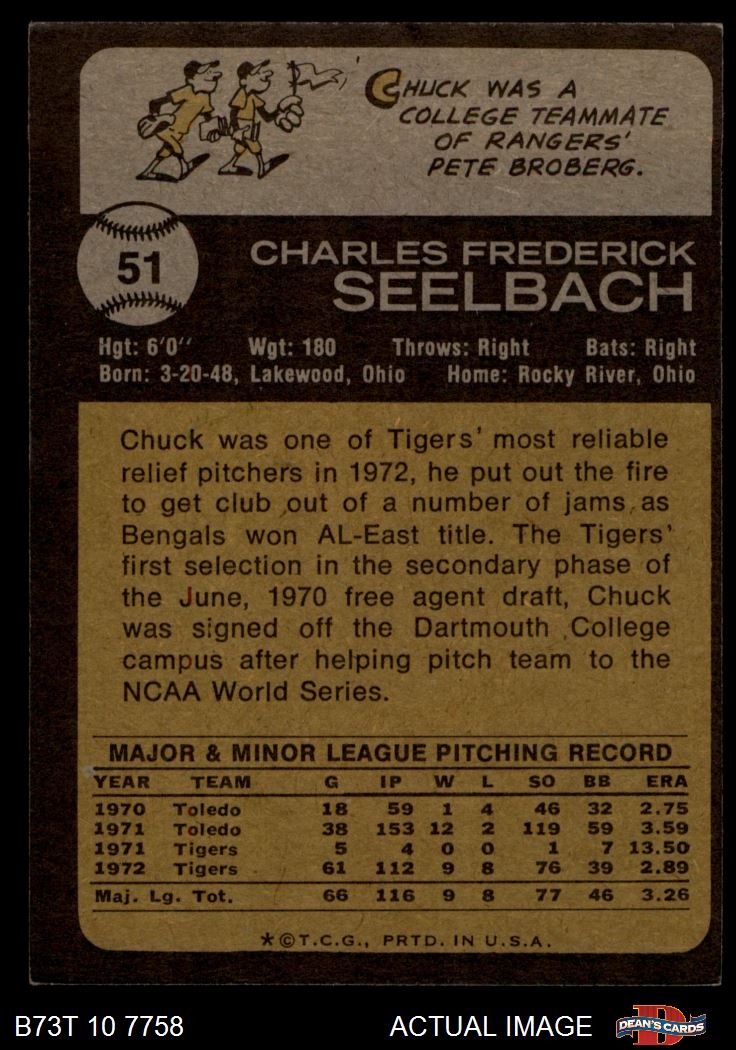 CHUCK WAS A
COLLEGE TEAMMATE
OF RANGERS'
PETE BROBERG.
51
CHARLES FREDERICK
SEELBACH
Hgt: 6'0" Wgt: 180 Throws: Right Bats: Right
Born: 3-20-48, Lakewood, Ohio Home: Rocky River, Ohio
Chuck was one of Tigers' most reliable
relief pitchers in 1972, he put out the fire
to get club out of a number of jams as
Bengals won AL-East title. The Tigers'
first selection in the secondary phase of
the June, 1970 free agent draft, Chuck
was signed off the Dartmouth College
campus after helping pitch team to the
NCAA World Series.
MAJOR & MINOR LEAGUE PITCHING RECORD
YEAR TEAM G IP W L SO BB ERA
1970 Toledo 18 59 1 4 46 32 2.75
1971 Toledo 38 153 12 2 119 59 3.59
1971 Tigers 5 4 0 0 1 7 13.50
1972 Tigers 61 112 9 8 76 39 2.89
Maj. Lg. Tot. 66 116 9 8 77 46 3.26
*©T.C.G., PRTD. IN U.S.A.
B73T 10 7758 ACTUAL IMAGE D DEAN'S CARDS